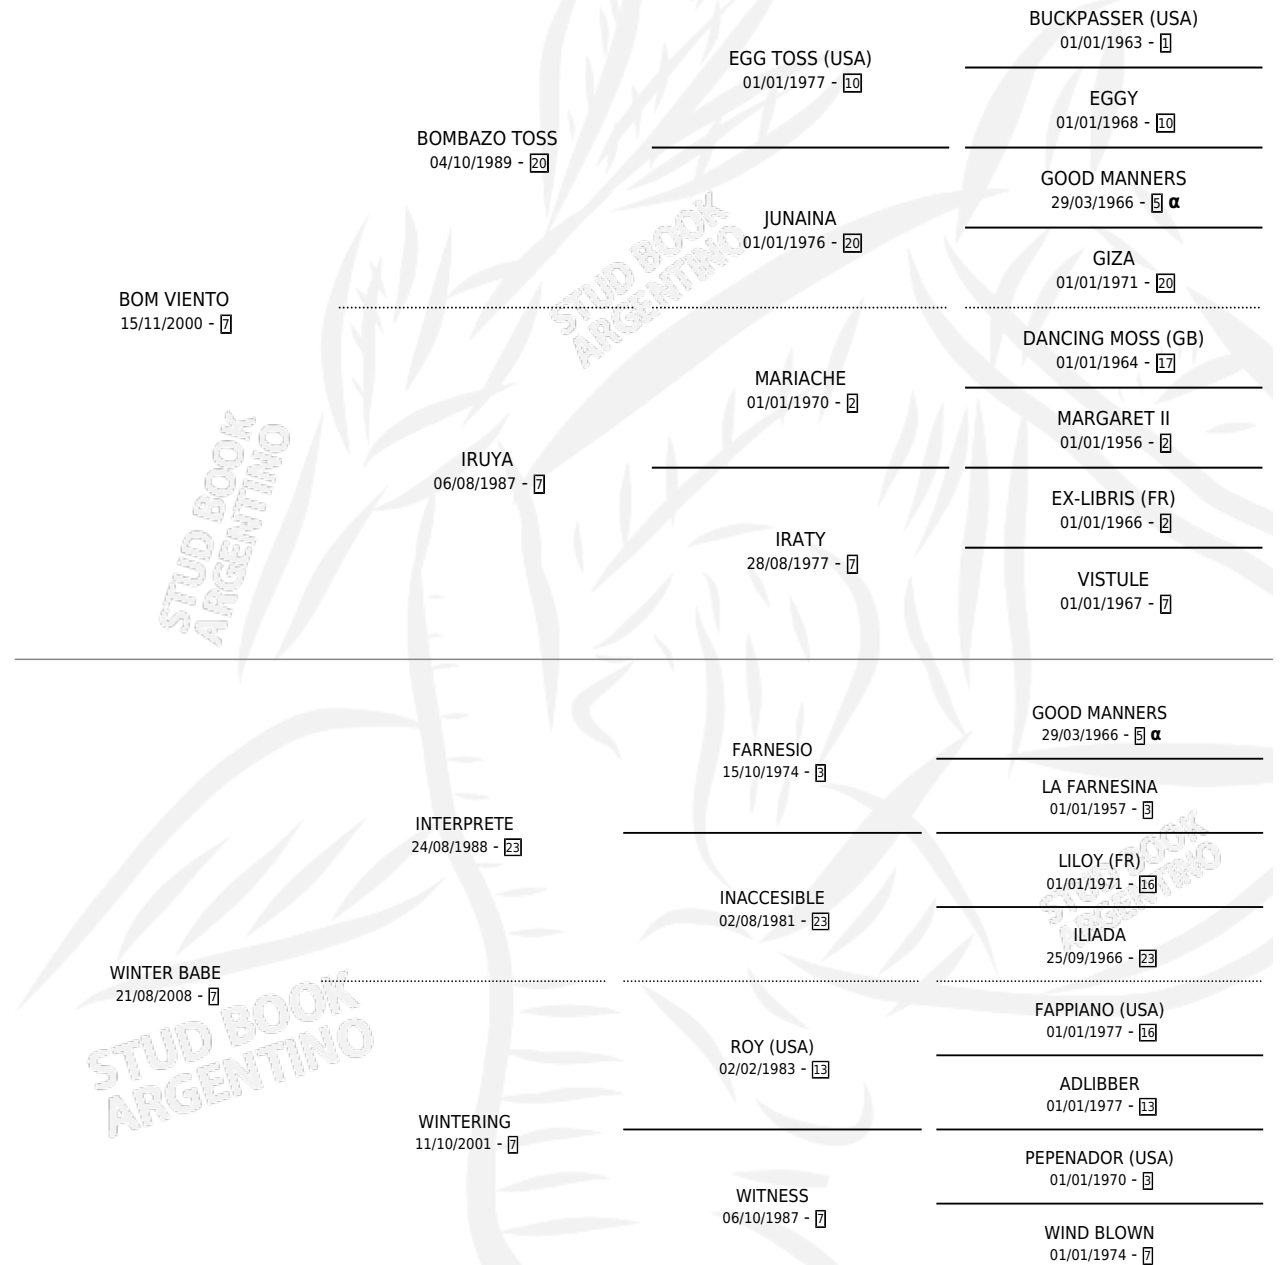 BUCKPASSER (USA)
01/01/1963 - 1
EGG TOSS (USA)
01/01/1977 - 10
EGGY
01/01/1968 - 10
BOMBAZO TOSS
04/10/1989 - 20
GOOD MANNERS
29/03/1966 - 5 α
JUNAINA
01/01/1976 - 20
GIZA
01/01/1971 - 20
BOM VIENTO
15/11/2000 - 7
DANCING MOSS (GB)
01/01/1964 - 17
MARIACHE
01/01/1970 - 2
MARGARET II
01/01/1956 - 2
IRUYA
06/08/1987 - 7
EX-LIBRIS (FR)
01/01/1966 - 2
IRATY
28/08/1977 - 7
VISTULE
01/01/1967 - 7
STUD BOOK
ARGENTINO
STUD BOOK
ARGENTINO
GOOD MANNERS
29/03/1966 - 5 α
FARNESIO
15/10/1974 - 3
LA FARNESINA
01/01/1957 - 3
INTERPRETE
24/08/1988 - 23
LILOY (FR)
01/01/1971 - 16
INACCESIBLE
02/08/1981 - 23
ILIADA
25/09/1966 - 23
WINTER BABE
21/08/2008 - 7
FAPPIANO (USA)
01/01/1977 - 16
ROY (USA)
02/02/1983 - 13
ADLIBBER
01/01/1977 - 13
WINTERING
11/10/2001 - 7
PEPENADOR (USA)
01/01/1970 - 3
WITNESS
06/10/1987 - 7
WIND BLOWN
01/01/1974 - 7
STUD BOOK
ARGENTINO
STUD BOOK
ARGENTINO